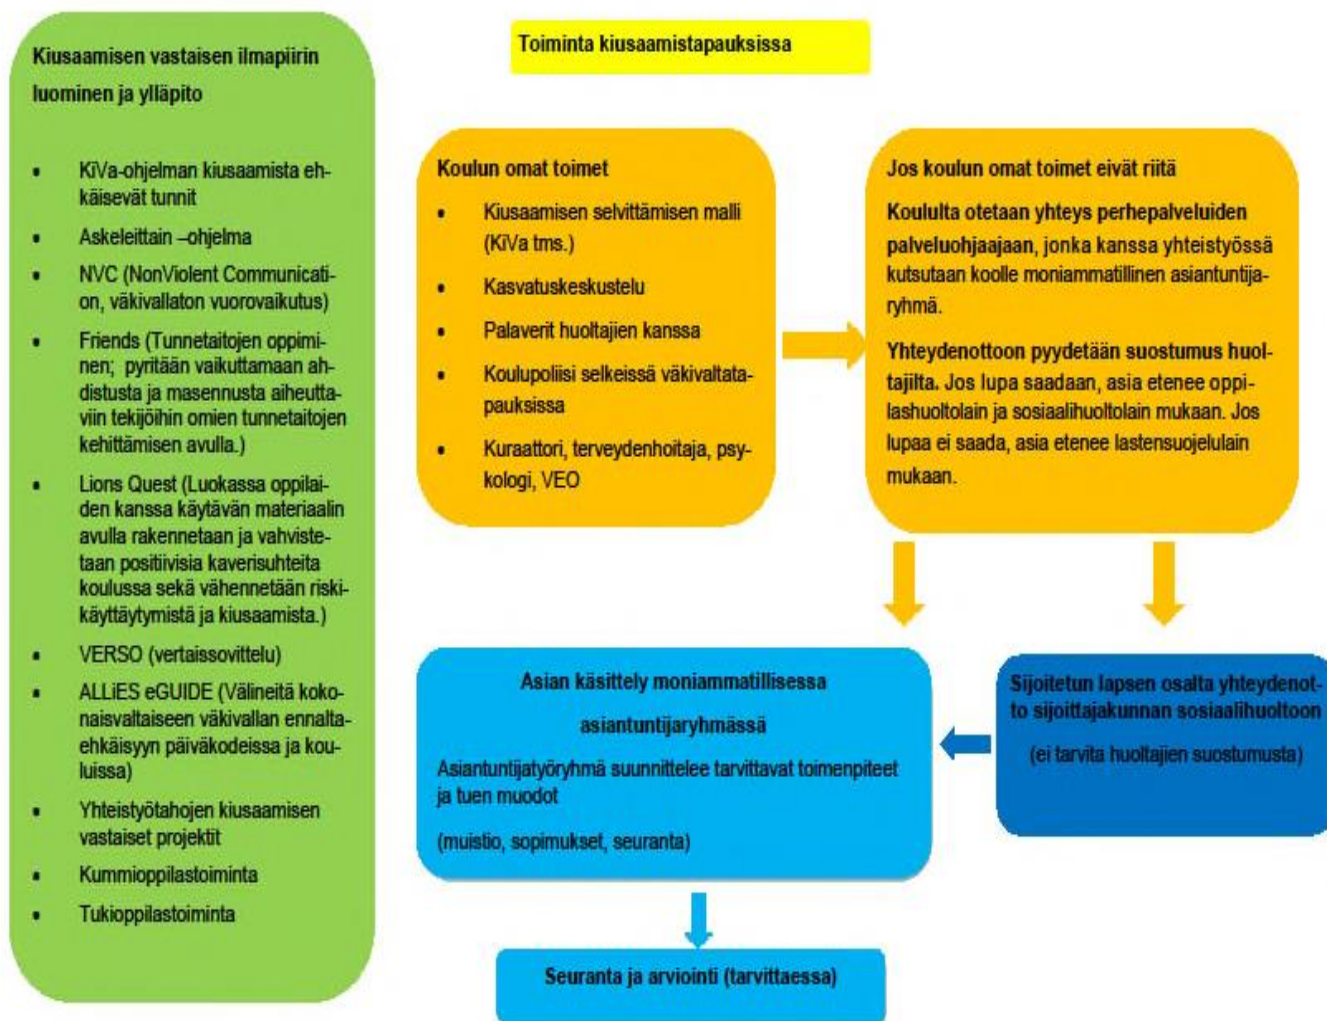 Kiusaamisen vastaisen ilmapiirin
luominen ja ylläpito
• KiVa-ohjelman kiusaamista eh-
käisevät tunnit
• Askeleittain –ohjelma
• NVC (NonViolent Communicati-
on, väkivallaton vuorovaikutus)
• Friends (Tunnetaitojen oppimi-
nen; pyritään vaikuttamaan ah-
distusta ja masennusta aiheutta-
viin tekijöihin omien tunnetaitojen
kehittämisen avulla.)
• Lions Quest (Luokassa oppilai-
den kanssa käytävän materiaalin
avulla rakennetaan ja vahviste-
taan positiivisia kaverisuhteita
koulussa sekä vähennetään riski-
käyttäytymistä ja kiusaamista.)
• VERSO (vertaissovittelu)
• ALLiES eGUIDE (Välineitä koko-
naisvaltaiseen väkivallan ennalta-
ehkäisyyn päiväkodeissa ja kou-
luissa)
• Yhteistyötahojen kiusaamisen
vastaiset projektit
• Kummioppilastoiminta
• Tukioppilastoiminta
Toiminta kiusaamistapauksissa
Koulun omat toimet
• Kiusaamisen selvittämisen malli
(KiVa tms.)
• Kasvatuskeskustelu
• Palaverit huoltajien kanssa
• Koulupoliisi selkeissä väkivaltata-
pauksissa
• Kuraattori, terveydenhoitaja, psy-
kologi, VEO
Jos koulun omat toimet eivät riitä
Koululta otetaan yhteys perhepalveluiden
palveluohjaajaan, jonka kanssa yhteistyössä
kutsutaan koolle moniammatillinen asiantuntija-
ryhmä.
Yhteydenottoon pyydetään suostumus huol-
tajilta. Jos lupa saadaan, asia etenee oppi-
lashuoltolain ja sosiaalihuoltolain mukaan. Jos
lupaa ei saada, asia etenee lastensuojelulain
mukaan.
Asian käsittely moniammatillisessa
asiantuntijaryhmässä
Asiantuntijatyöryhmä suunnittelee tarvittavat toimenpiteet
ja tuen muodot
(muistio, sopimukset, seuranta)
Sijoitetun lapsen osalta yhteydenot-
to sijoittajakunnan sosiaalihuoltoon
(ei tarvita huoltajien suostumusta)
Seuranta ja arviointi (tarvittaessa)